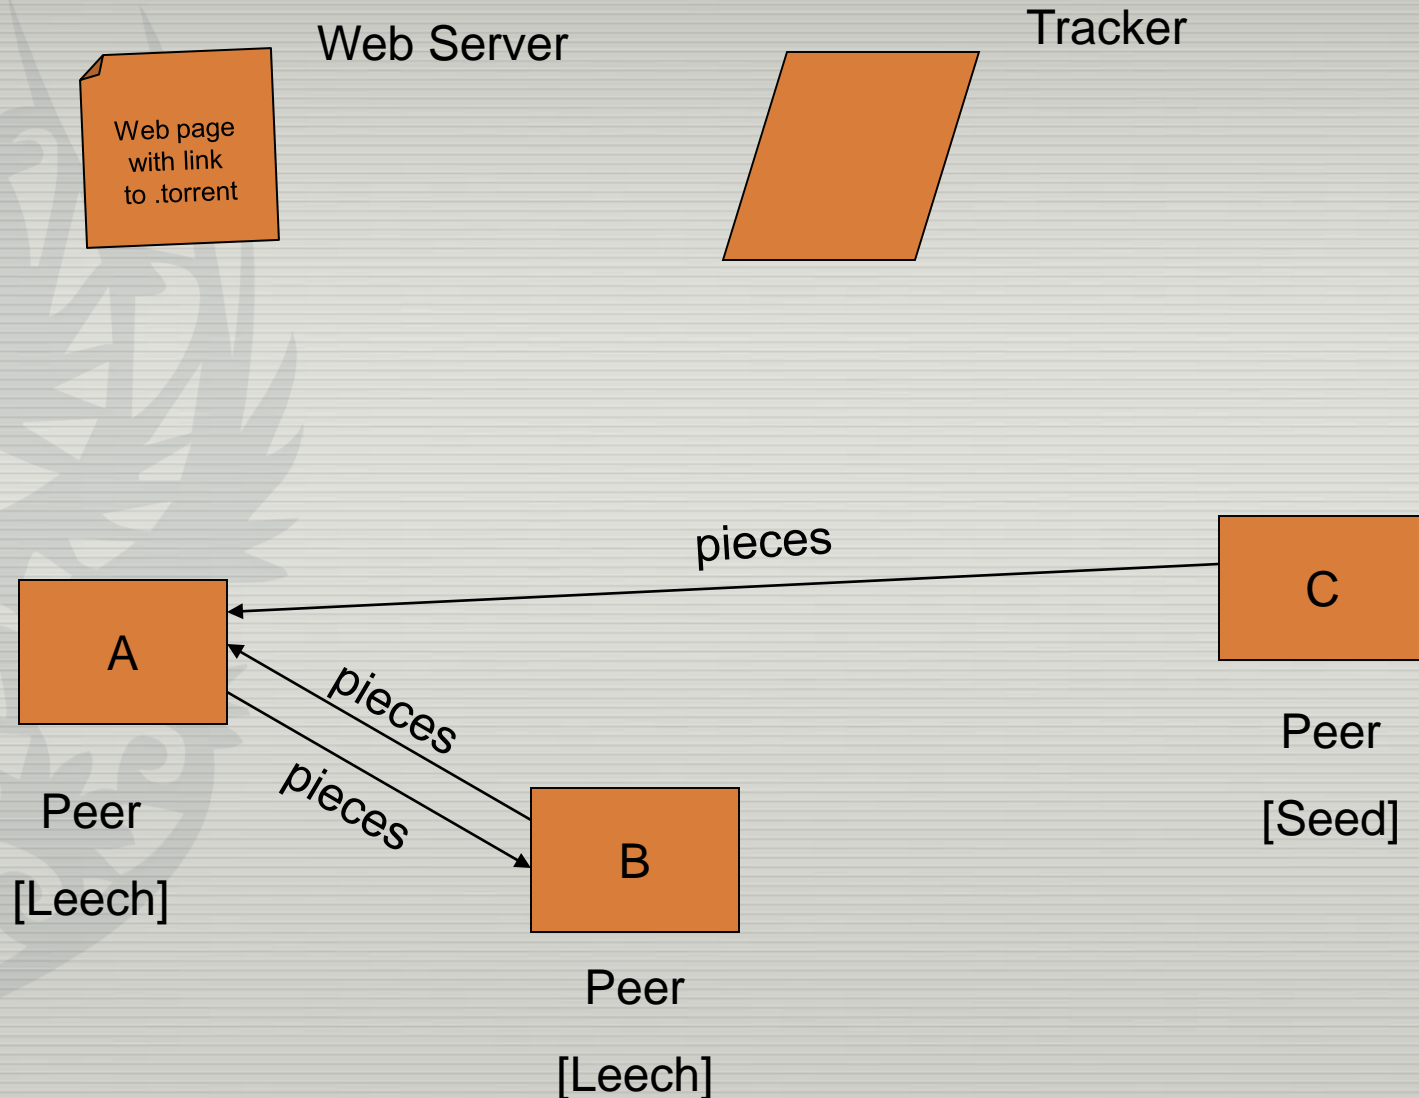 Web Server
Tracker
Web page
with link
to .torrent
pieces
C
A
pieces
Peer
pieces
Peer
[Seed]
B
[Leech]
Peer
[Leech]